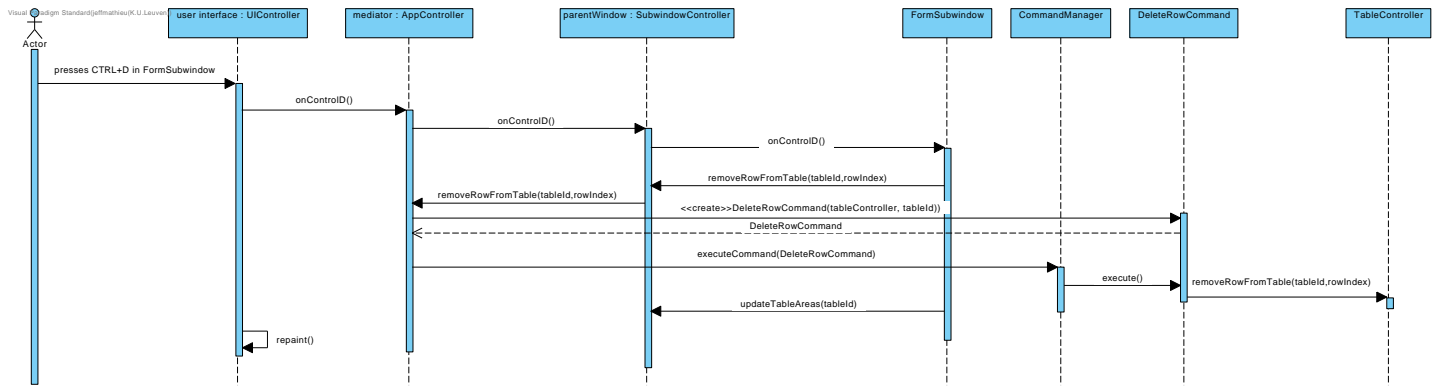 Visual Paradigm Standard(jeffmathieu(K.U.Leuven))
user interface : UIController
mediator : AppController
parentWindow : SubwindowController
FormSubwindow
CommandManager
DeleteRowCommand
TableController
Actor
presses CTRL+D in FormSubwindow
onControlD()
onControlD()
onControlD()
removeRowFromTable(tableId,rowIndex)
removeRowFromTable(tableId,rowIndex)
<<create>>DeleteRowCommand(tableController, tableId))
DeleteRowCommand
executeCommand(DeleteRowCommand)
execute()
removeRowFromTable(tableId,rowIndex)
updateTableAreas(tableId)
repaint()